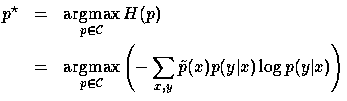 p⋆ = argmax H(p)
p∈C
= argmax ( − ∑ p̃(x)p(y|x) log p(y|x) )
p∈C x,y